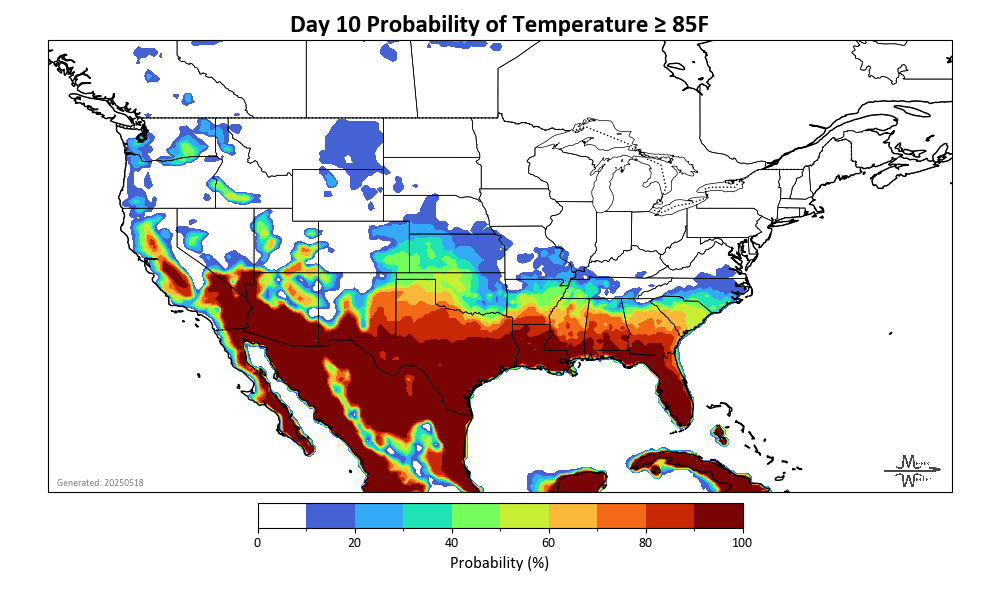 Day 10 Probability of Temperature ≥ 85F
Generated: 20250518
0 20 40 60 80 100
Probability (%)